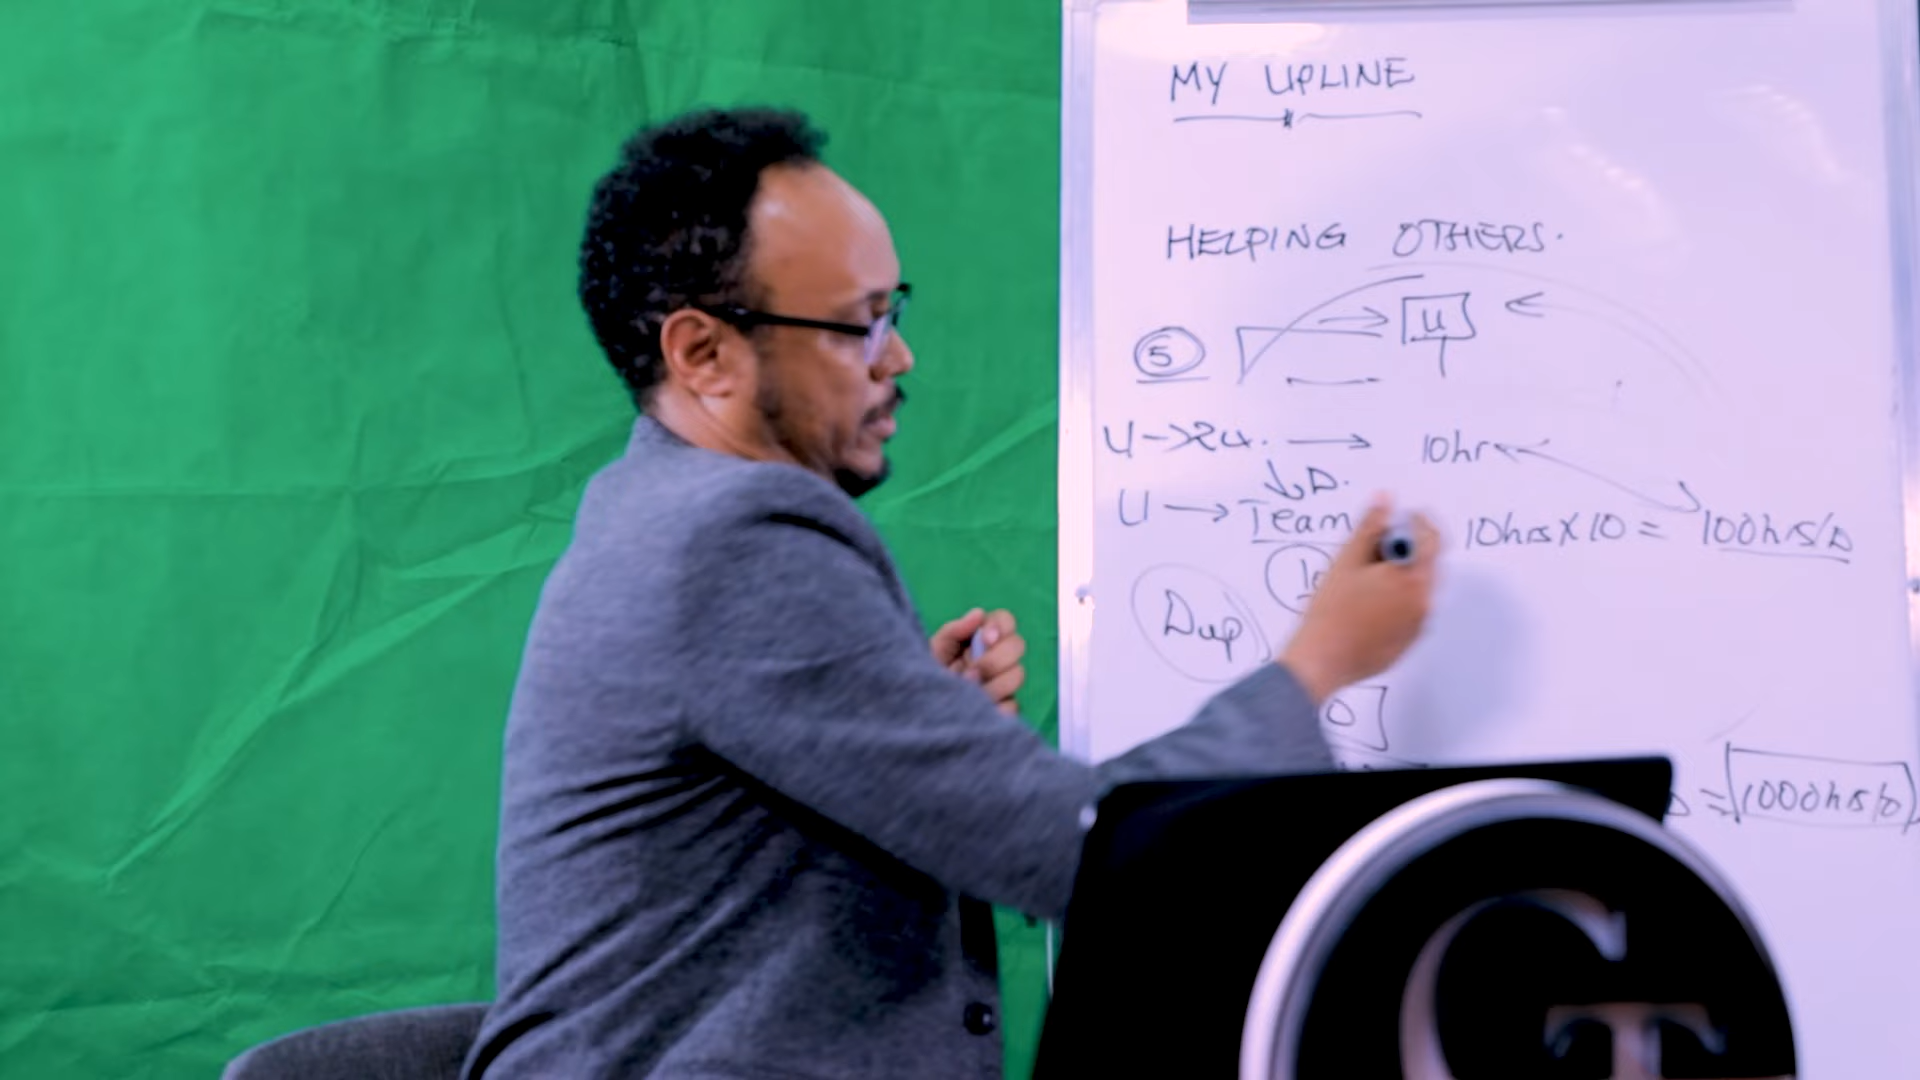 MY UPLINE
HELPING OTHERS.
5 U
U → 24. → 10hr
↓ D.
U → Team 10hrs X 10 = 100hrs/D
Dup
= 1000hrs/D
G